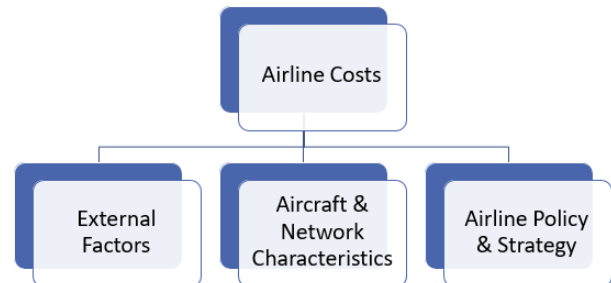 Airline Costs
External
Factors
Aircraft &
Network
Characteristics
Airline Policy
& Strategy